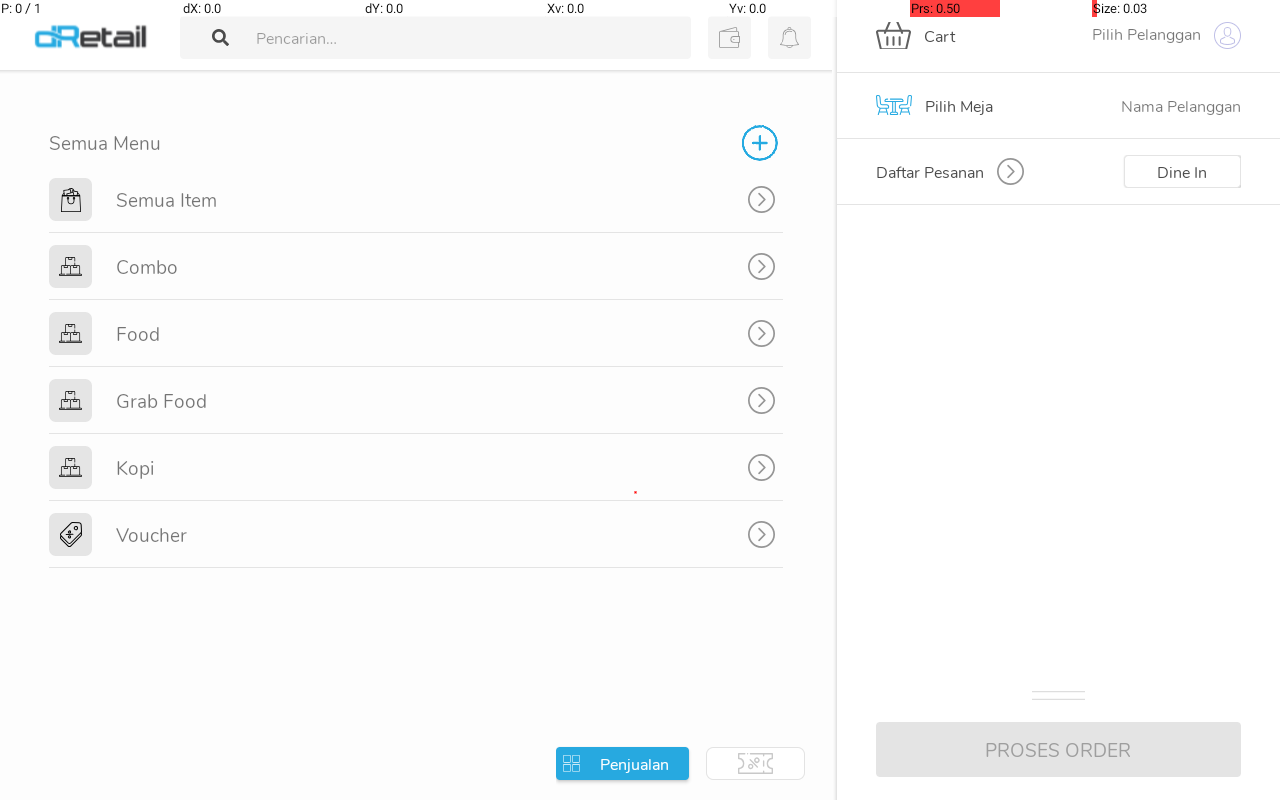 P: 0 / 1 dX: 0.0 dY: 0.0 Xv: 0.0 Yv: 0.0 Prs: 0.50 Size: 0.03
dRetail
Pencarian...
Cart
Pilih Pelanggan
Pilih Meja
Nama Pelanggan
Daftar Pesanan
Dine In
Semua Menu
Semua Item
Combo
Food
Grab Food
Kopi
Voucher
Penjualan
PROSES ORDER